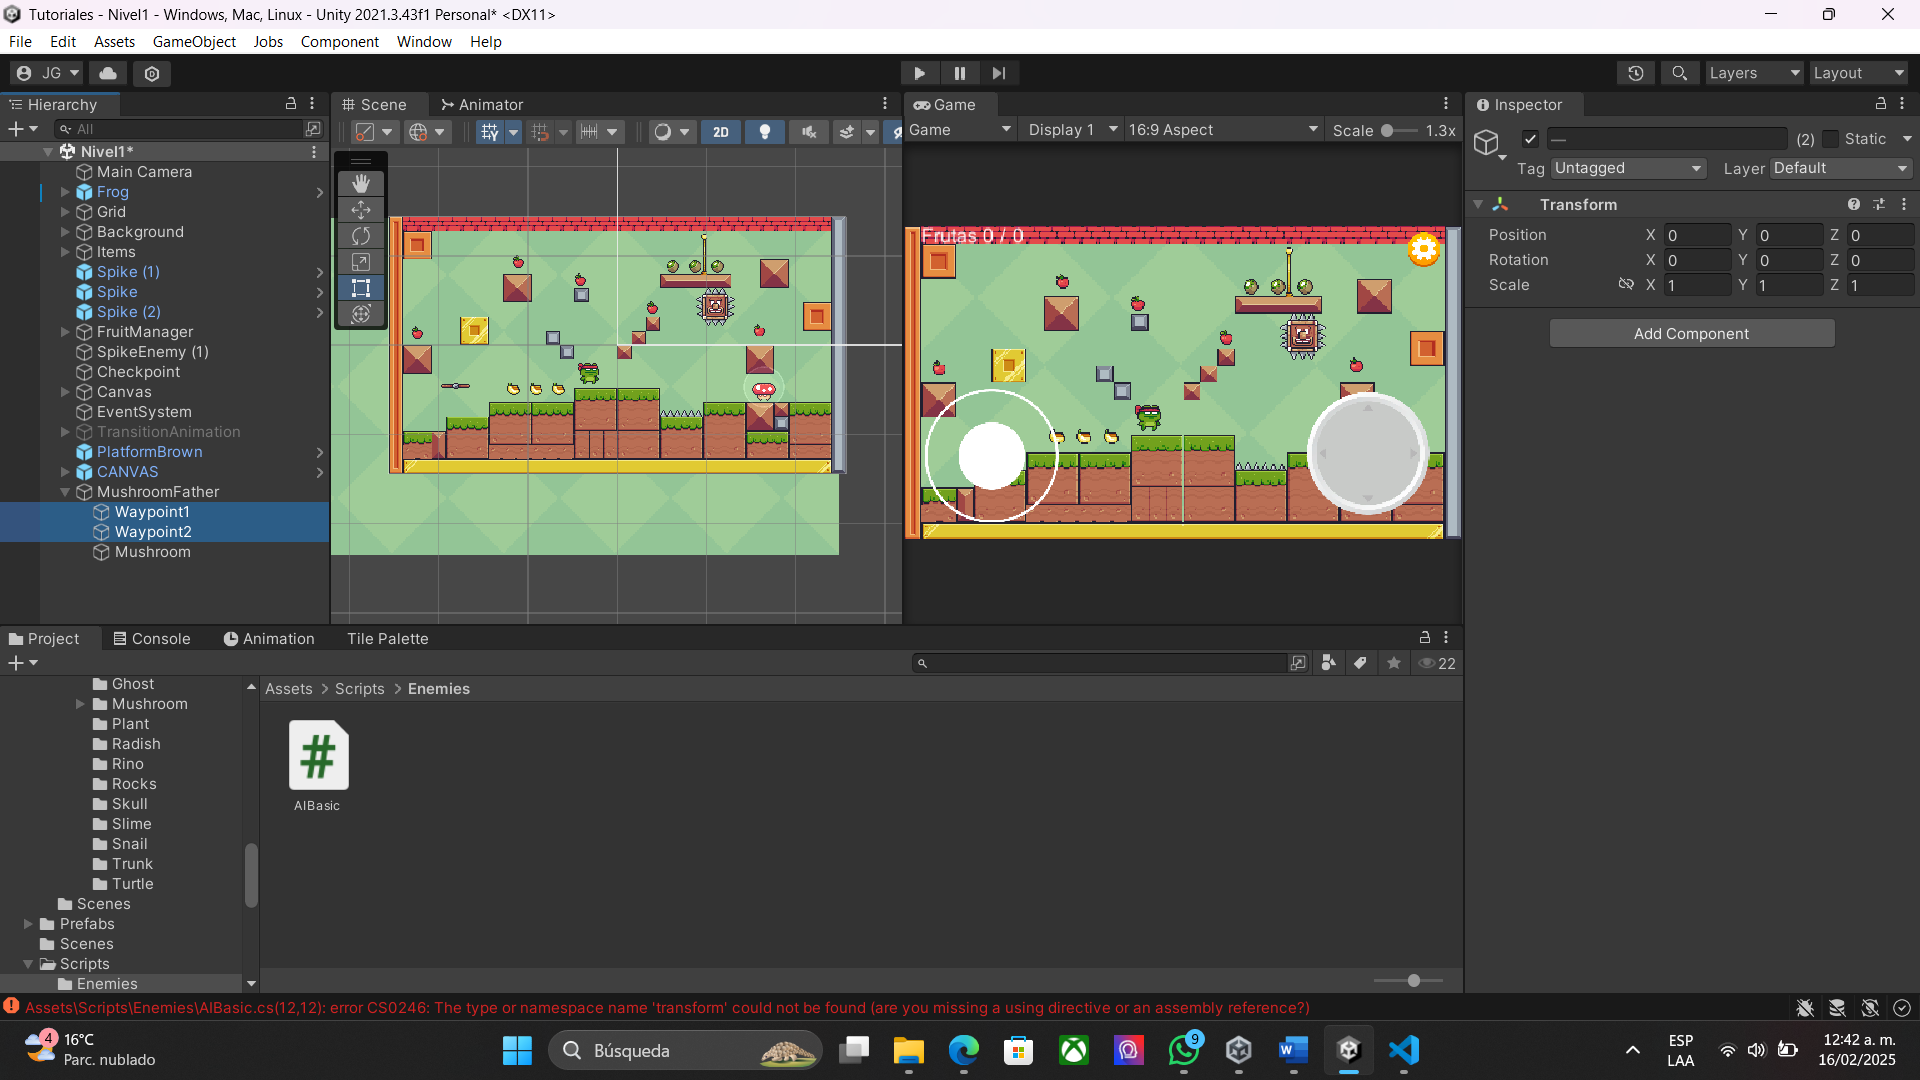 Tutoriales - Nivel1 - Windows, Mac, Linux - Unity 2021.3.43f1 Personal* <DX11>
File Edit Assets GameObject Jobs Component Window Help
JG Layers Layout
Hierarchy
All
Nivel1*
Main Camera
Frog
Grid
Background
Items
Spike (1)
Spike
Spike (2)
FruitManager
SpikeEnemy (1)
Checkpoint
Canvas
EventSystem
TransitionAnimation
PlatformBrown
CANVAS
MushroomFather
Waypoint1
Waypoint2
Mushroom
Scene Animator
2D
Game
Game Display 1 16:9 Aspect Scale 1.3x
Frutas 0 / 0
Inspector
— (2) Static
Tag Untagged Layer Default
Transform
Position X 0 Y 0 Z 0
Rotation X 0 Y 0 Z 0
Scale X 1 Y 1 Z 1
Add Component
Project Console Animation Tile Palette
22
Ghost
Mushroom
Plant
Radish
Rino
Rocks
Skull
Slime
Snail
Trunk
Turtle
Scenes
Prefabs
Scenes
Scripts
Enemies
Assets > Scripts > Enemies
#
AIBasic
Assets\Scripts\Enemies\AIBasic.cs(12,12): error CS0246: The type or namespace name 'transform' could not be found (are you missing a using directive or an assembly reference?)
4
16°C
Parc. nublado
Búsqueda
9
ESP
LAA
12:42 a. m.
16/02/2025